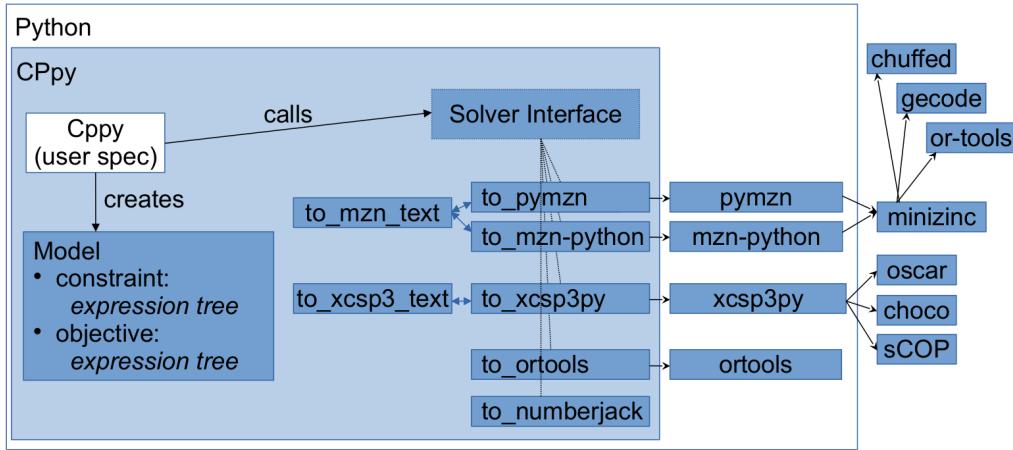 Python
CPpy
Cppy
(user spec)
calls
creates
Solver Interface
Model
• constraint:
expression tree
• objective:
expression tree
to_mzn_text
to_xcsp3_text
to_pymzn
to_mzn-python
to_xcsp3py
to_ortools
to_numberjack
pymzn
mzn-python
xcsp3py
ortools
chuffed
gecode
or-tools
minizinc
oscar
choco
sCOP